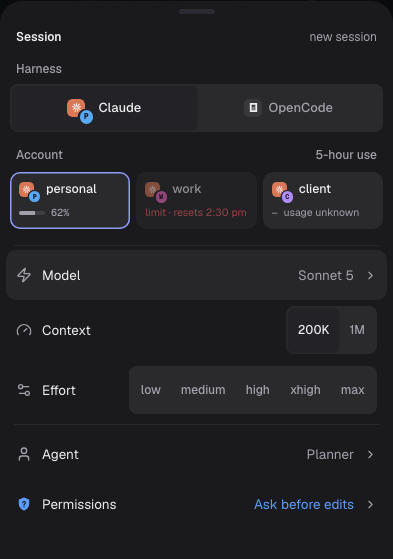 Session new session
Harness
Claude OpenCode
P
Account 5-hour use
personal work client
P W C
62% limit · resets 2:30 pm – usage unknown
Model Sonnet 5
Context 200K 1M
Effort low medium high xhigh max
Agent Planner
Permissions Ask before edits